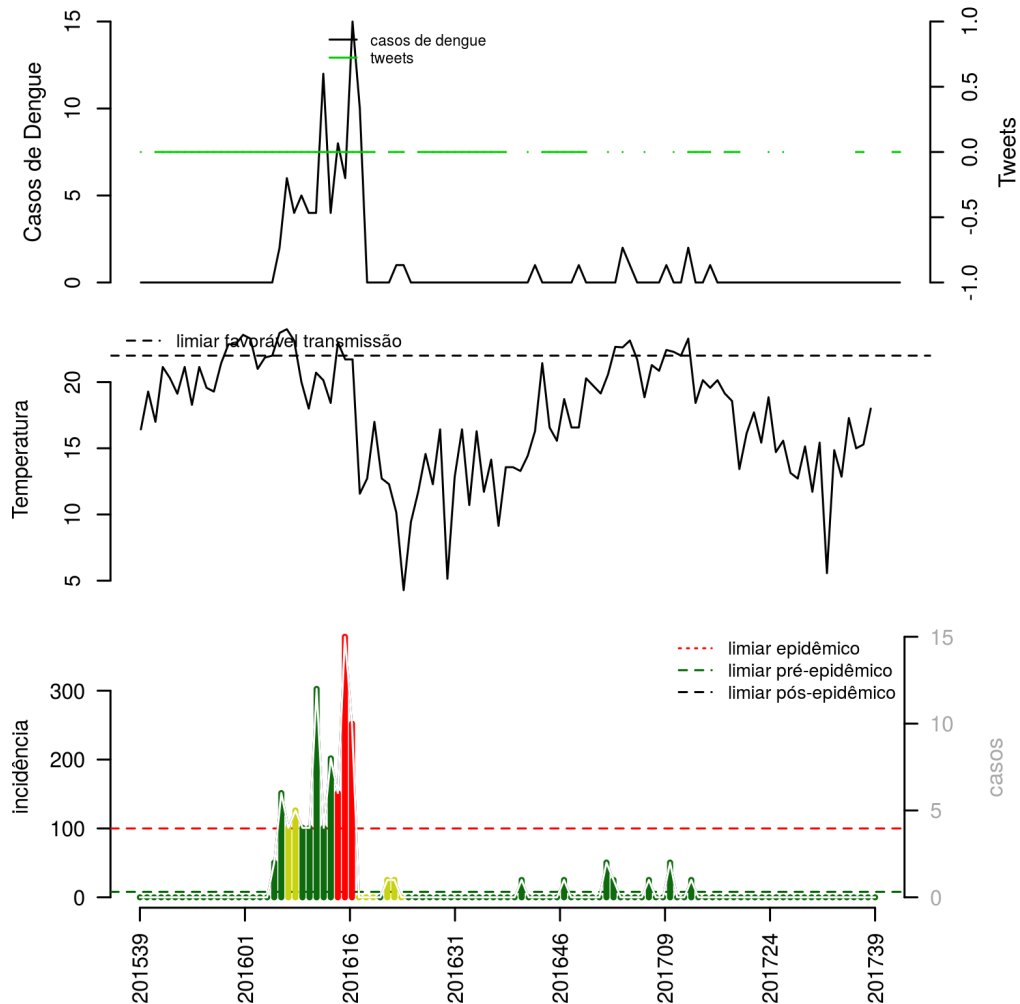 15
10
5
0
Casos de Dengue
casos de dengue
tweets
1.0
0.5
0.0
-0.5
-1.0
Tweets
limiar favorável transmissão
20
15
10
5
Temperatura
limiar epidêmico
limiar pré-epidêmico
limiar pós-epidêmico
300
200
100
0
incidência
15
10
5
0
casos
201539
201601
201616
201631
201646
201709
201724
201739